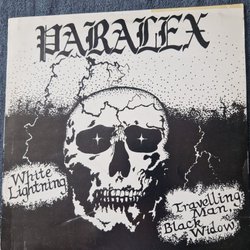 PARALEX
White
Lightning
Travelling
Man
Black
Widow